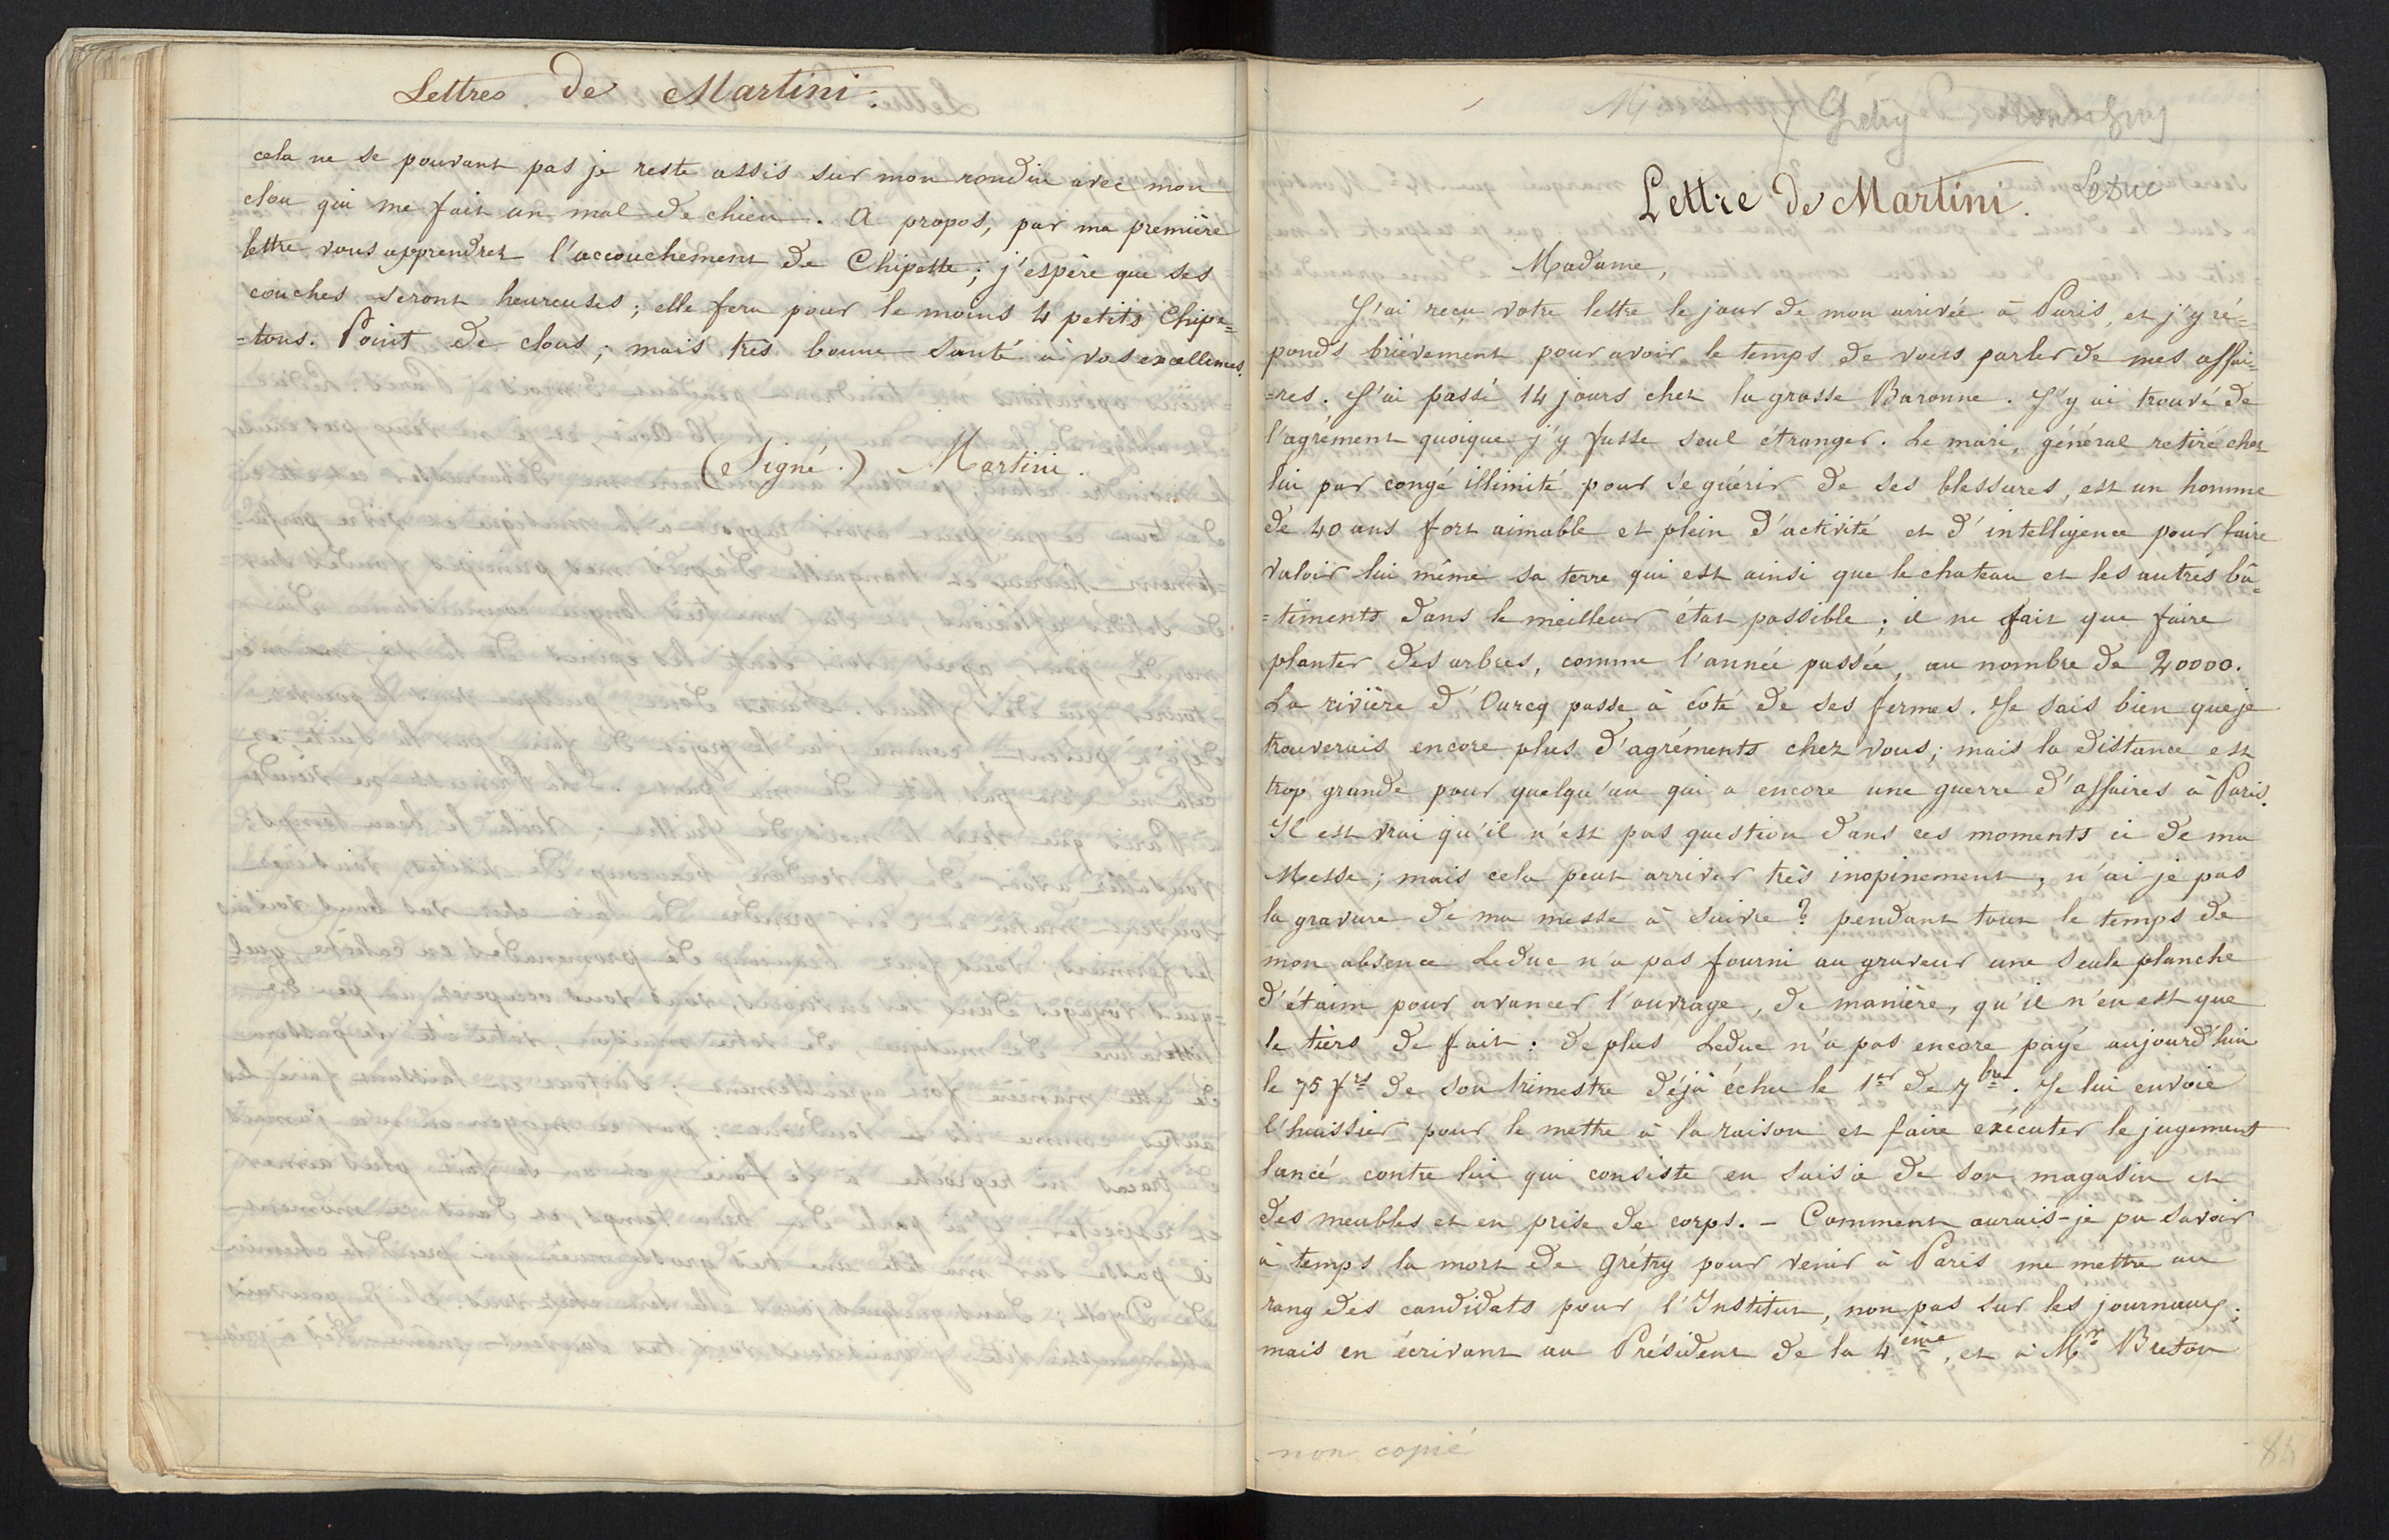 Lettres de Martini.
cela ne se pouvant pas je reste assis sur mon rondin avec mon
clou qui me fait un mal de chien. A propos, par ma première
lettre vous apprendrez l'accouchement de Chipette; j'espère que ses
couches seront heureuses; elle fera pour le moins 4 petits Chipe=
=tons. Point de clous; mais très bonne santé à vos excellences.
(Signé.) Martini.
Grétry
Leduc
Lettre de Martini.
Madame,
J'ai reçu votre lettre le jour de mon arrivée à Paris, et j'y ré=
ponds brièvement pour avoir le temps de vous parler de mes affai=
=res. J'ai passé 14 jours chez la grosse Baronne. J'y ai trouvé de
l'agrément quoique j'y fusse seul étranger. Le mari, général retiré chez
lui par congé illimité pour se guérir de ses blessures, est un homme
de 40 ans fort aimable et plein d'activité et d'intelligence pour faire
valoir lui même sa terre qui est ainsi que le chateau et les autres bâ=
=timents dans le meilleur état possible; il ne fait que faire
planter des arbres, comme l'année passée, au nombre de 20000.
La rivière d'Ourcq passe à côté de ses fermes. Je sais bien que je
trouverais encore plus d'agréments chez vous; mais la distance est
trop grande pour quelqu'un qui a encore une guerre d'affaires à Paris.
Il est vrai qu'il n'est pas question dans ces moments ci de ma
Messe; mais cela peut arriver très inopinement, n'ai je pas
la gravure de ma messe à suivre? pendant tout le temps de
mon absence Leduc n'a pas fourni au graveur une seule planche
d'étaim pour avancer l'ouvrage, de manière, qu'il n'en est que
le tiers de fait: de plus Leduc n'a pas encore payé aujourd'hui
le 75 frs de son trimestre déjà échu le 1er de 7bre. Je lui envoie
l'huissier pour le mettre à la raison et faire exécuter le jugement
lancé contre lui qui consiste en saisie de son magasin et
des meubles et en prise de corps. – Comment aurais-je pu savoir
à temps la mort de Grétry pour venir à Paris me mettre au
rang des candidats pour l'Institut, non pas sur les journaux;
mais en écrivant au Président de la 4ème, et à Mr Breton
non copié
84